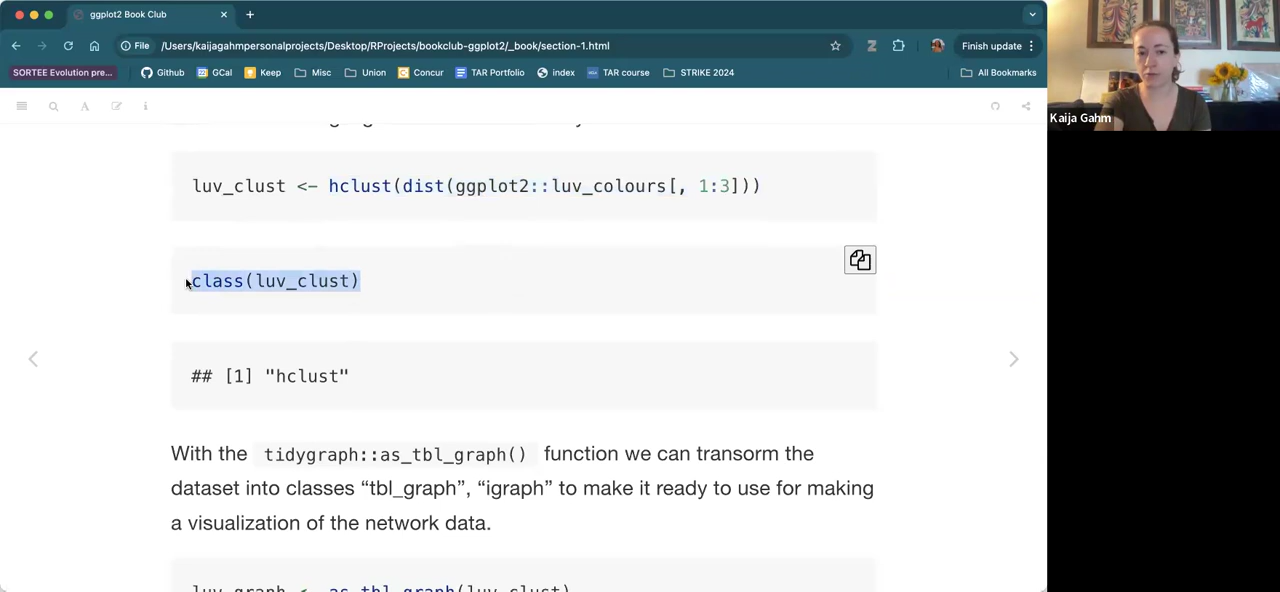 ggplot2 Book Club
File
/Users/kaijagahmpersonalprojects/Desktop/RProjects/bookclub-ggplot2/_book/section-1.html
Finish update
SORTEE Evolution pre...
Github
GCal
Keep
Misc
Union
Concur
TAR Portfolio
index
TAR course
STRIKE 2024
All Bookmarks
Kaija Gahm
luv_clust <- hclust(dist(ggplot2::luv_colours[, 1:3]))
class(luv_clust)
## [1] "hclust"
With the tidygraph::as_tbl_graph() function we can transorm the
dataset into classes “tbl_graph”, “igraph” to make it ready to use for making
a visualization of the network data.
luv_graph <- as_tbl_graph(luv_clust)